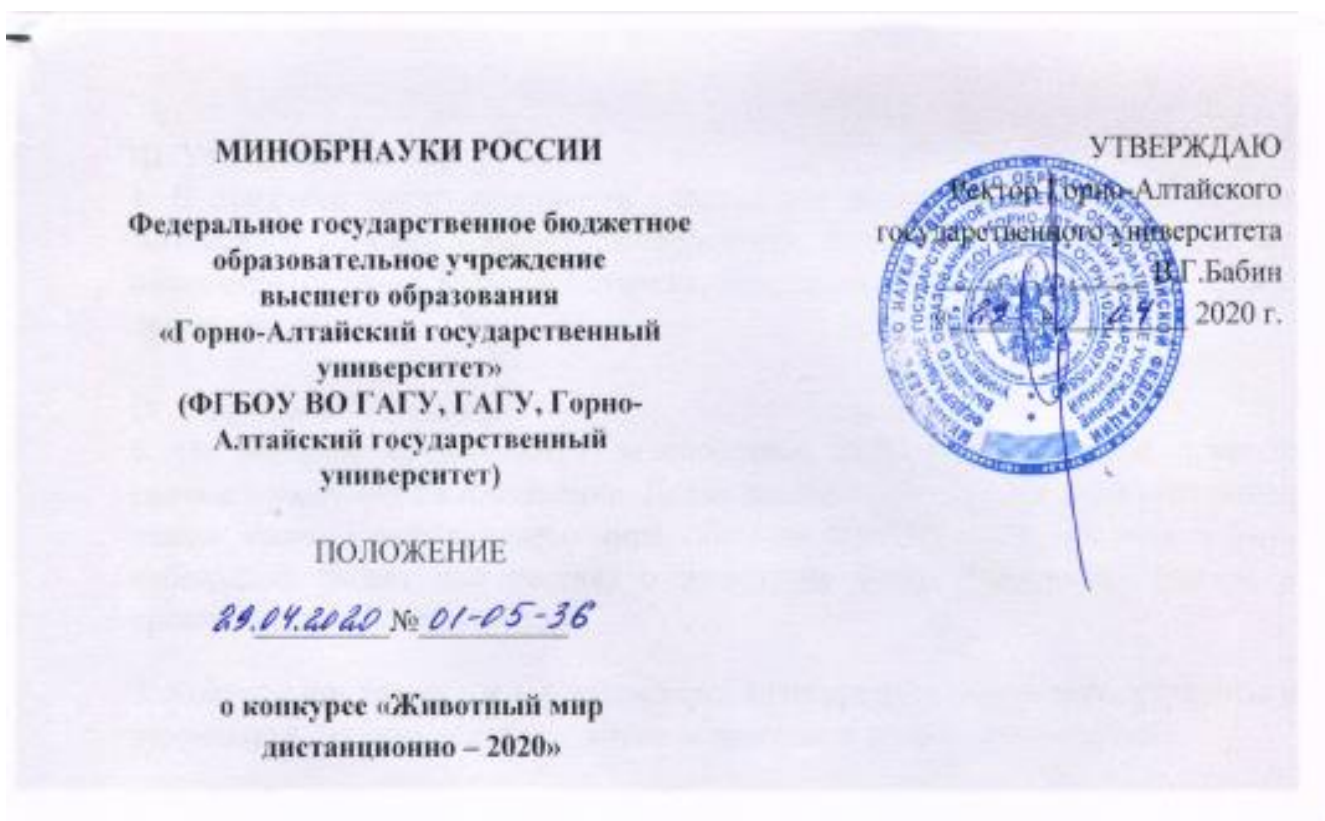 МИНОБРНАУКИ РОССИИ
Федеральное государственное бюджетное
образовательное учреждение
высшего образования
«Горно-Алтайский государственный
университет»
(ФГБОУ ВО ГАГУ, ГАГУ, Горно-
Алтайский государственный
университет)
ПОЛОЖЕНИЕ
29.04.2020 № 01-05-36
о конкурсе «Животный мир
дистанционно – 2020»
УТВЕРЖДАЮ
Ректор Горно-Алтайского
государственного университета
В.Г.Бабин
29 04 2020 г.